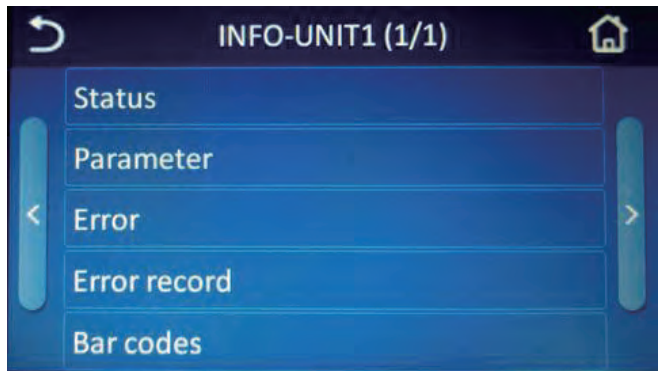 INFO-UNIT1 (1/1)
Status
Parameter
Error
Error record
Bar codes